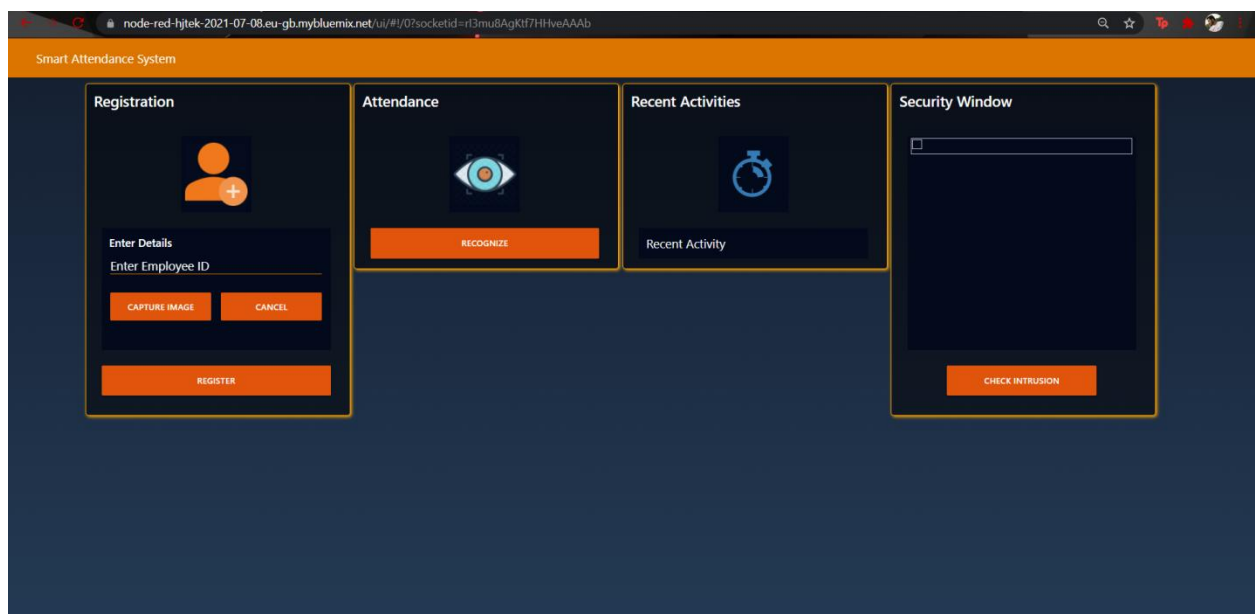 node-red-hjtek-2021-07-08.eu-gb.mybluemix.net/ui/#!/0?socketid=rI3mu8AgKtf7HHveAAAb
Smart Attendance System
Registration
Enter Details
Enter Employee ID
CAPTURE IMAGE CANCEL
REGISTER
Attendance
RECOGNIZE
Recent Activities
Recent Activity
Security Window
CHECK INTRUSION